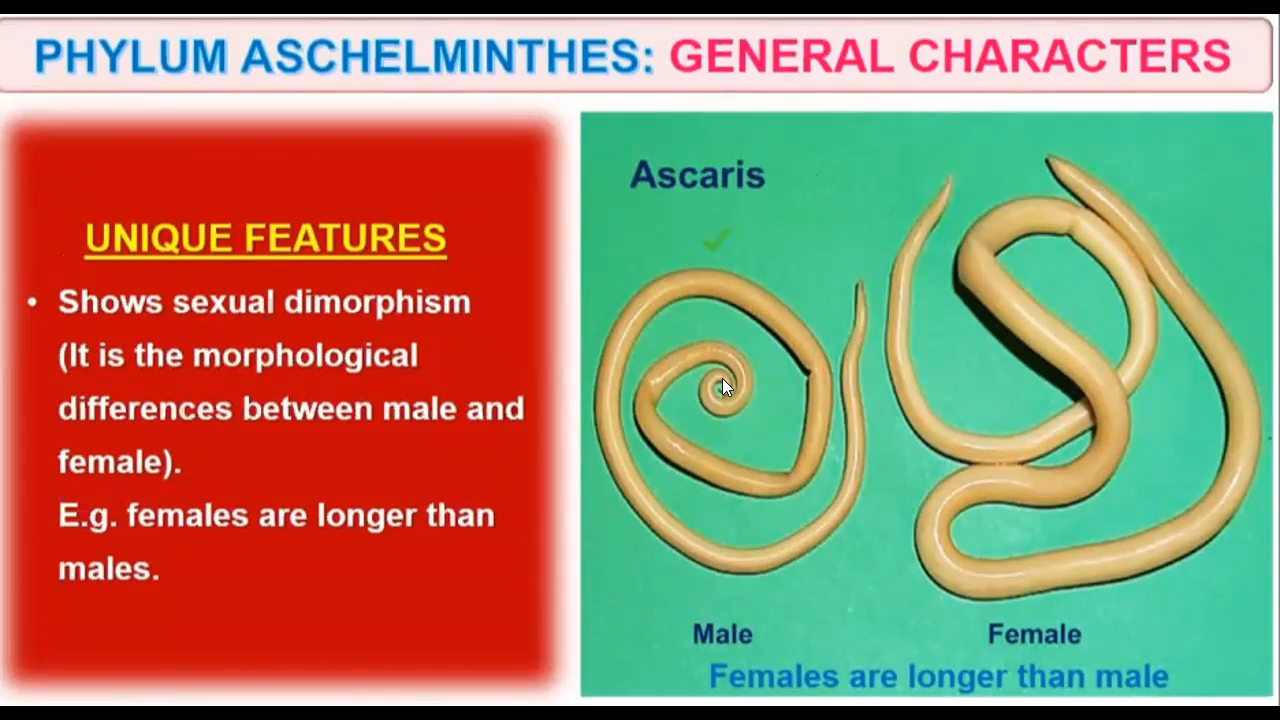 PHYLUM ASCHELMINTHES: GENERAL CHARACTERS
UNIQUE FEATURES
• Shows sexual dimorphism
(It is the morphological
differences between male and
female).
E.g. females are longer than
males.
Ascaris
Male
Female
Females are longer than male